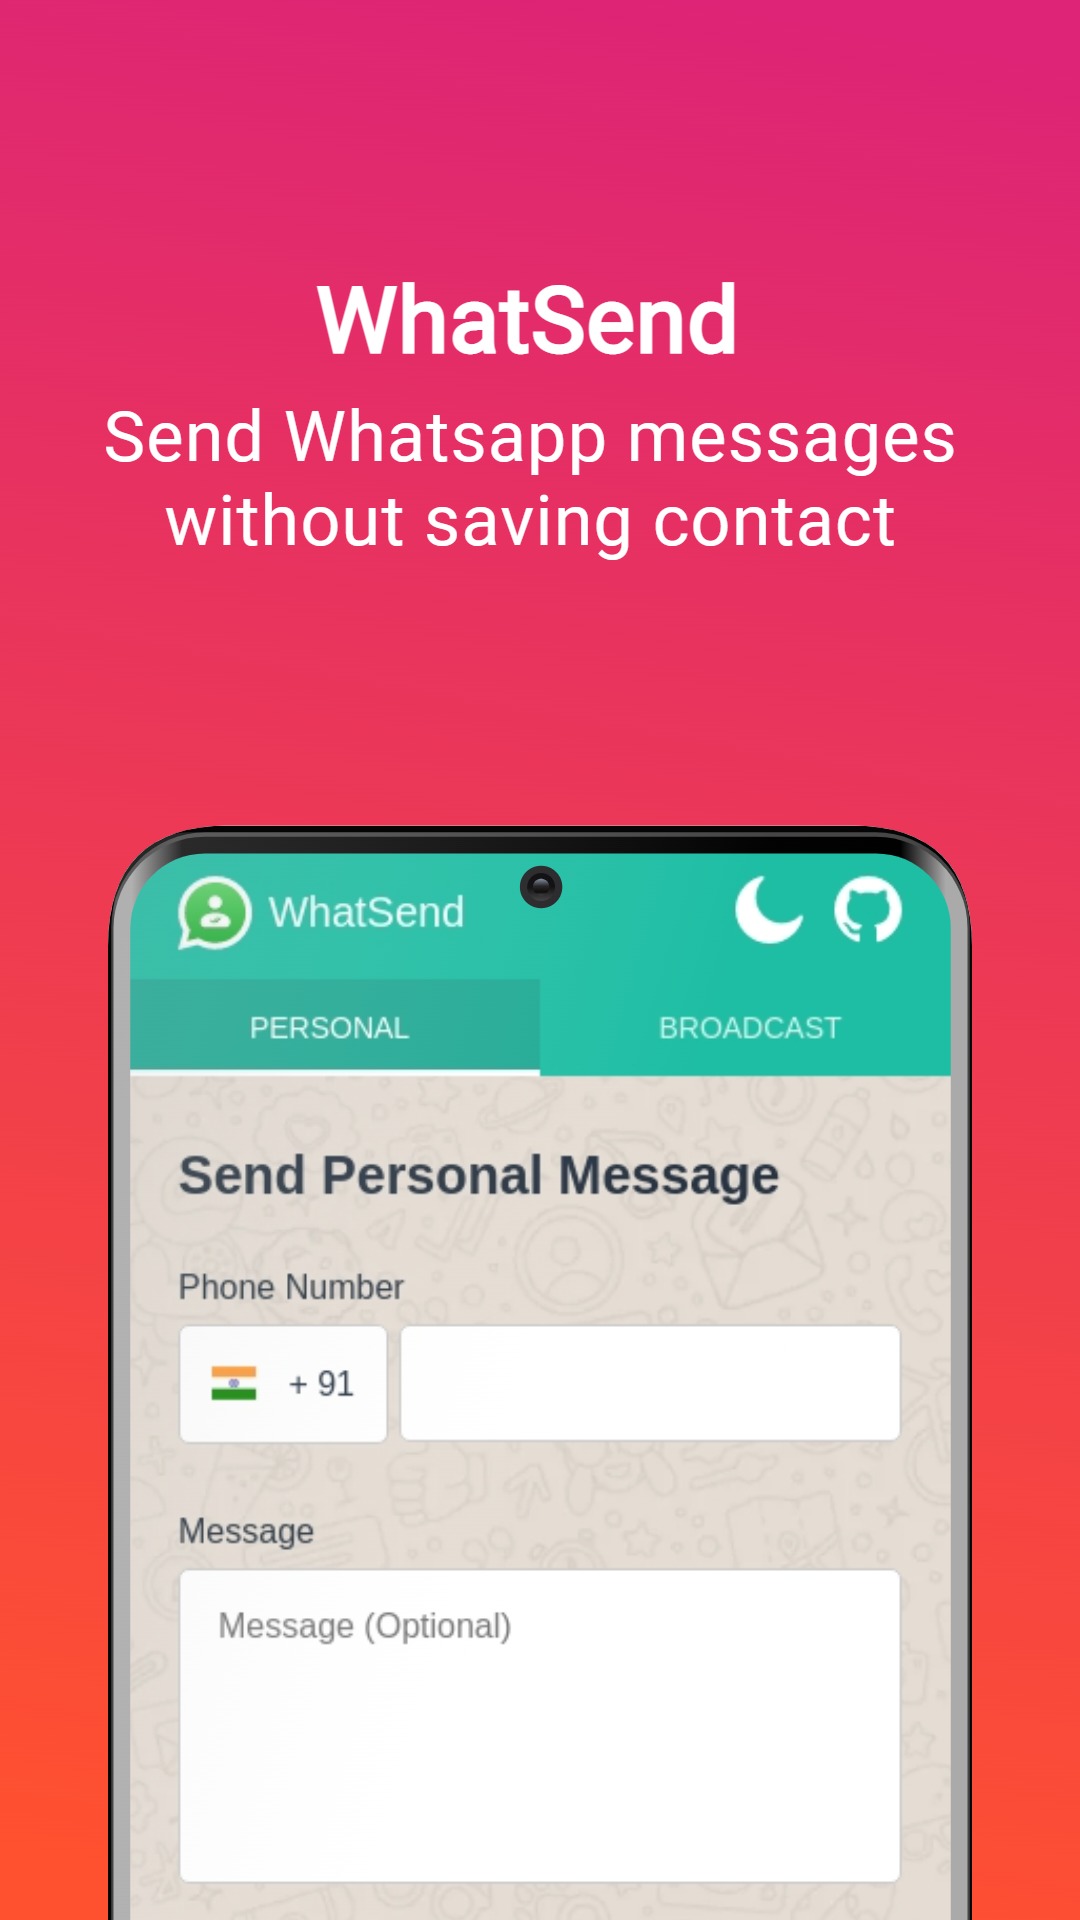 WhatSend
Send Whatsapp messages
without saving contact
WhatSend
PERSONAL
BROADCAST
Send Personal Message
Phone Number
+ 91
Message
Message (Optional)